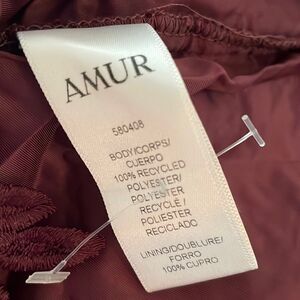 AMUR
580408
BODY/CORPS/
CUERPO
100% RECYCLED
POLYESTER/
POLYESTER
RECYCLÉ/
POLIESTER
RECICLADO
LINING/DOUBLURE/
FORRO
100% CUPRO